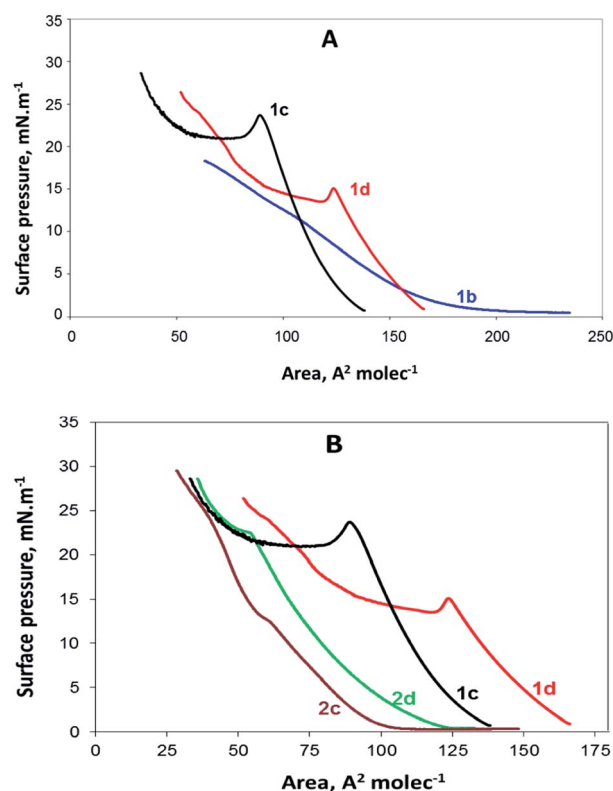 A
35
30
25
20
15
10
5
0
Surface pressure, mN.m-1
1c
1d
1b
0 50 100 150 200 250
Area, A² molec-1
B
35
30
25
20
15
10
5
0
Surface pressure, mN.m-1
2c
2d
1c
1d
0 25 50 75 100 125 150 175
Area, A² molec-1